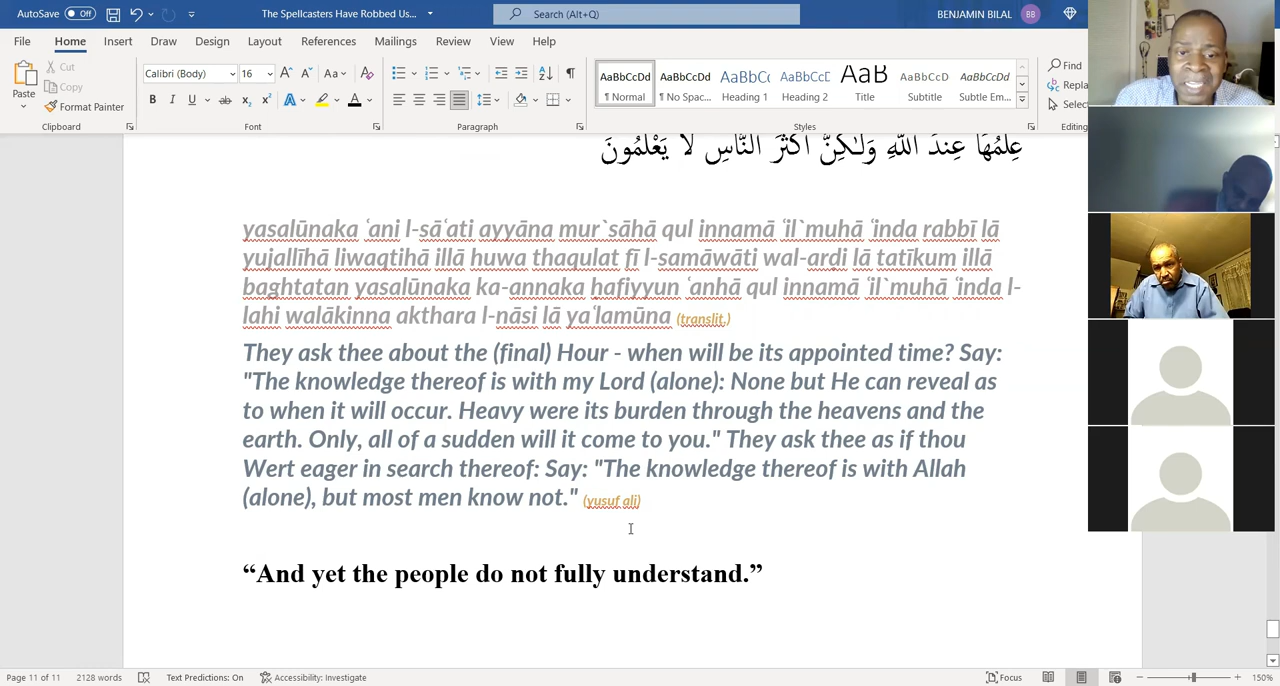 AutoSave Off The Spellcasters Have Robbed Us... Search (Alt+Q) BENJAMIN BILAL BB
File Home Insert Draw Design Layout References Mailings Review View Help
Paste Cut Copy Format Painter Clipboard
Calibri (Body) 16 Font
Paragraph
AaBbCcDd ¶ Normal AaBbCcDd ¶ No Spac... AaBbCc Heading 1 AaBbCcD Heading 2 AaB Title AaBbCcD Subtitle AaBbCcDd Subtle Em... Styles
Find Repla Selec Editing
عِلْمُهَا عِندَ اللَّهِ وَلَـٰكِنَّ أَكْثَرَ النَّاسِ لَا يَعْلَمُونَ
yasalūnaka ʿani l-sāʿati ayyāna mur`sāhā qul innamā ʿil`muhā ʿinda rabbī lā
yujallīhā liwaqtihā illā huwa thaqulat fī l-samāwāti wal-ardi lā tatīkum illā
baghtatan yasalūnaka ka-annaka hafiyyun ʿanhā qul innamā ʿil`muhā ʿinda l-
lahi walākinna akthara l-nāsi lā yaʿlamūna (translit.)
They ask thee about the (final) Hour - when will be its appointed time? Say:
"The knowledge thereof is with my Lord (alone): None but He can reveal as
to when it will occur. Heavy were its burden through the heavens and the
earth. Only, all of a sudden will it come to you." They ask thee as if thou
Wert eager in search thereof: Say: "The knowledge thereof is with Allah
(alone), but most men know not." (yusuf ali)
“And yet the people do not fully understand.”
Page 11 of 11 2128 words Text Predictions: On Accessibility: Investigate Focus 150%